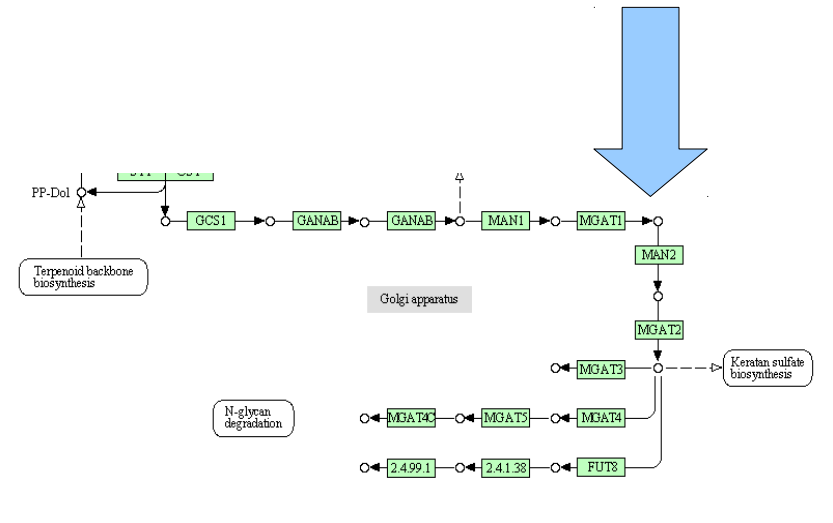 PP-Dol
GCS1
GANAB
GANAB
MAN1
MGAT1
MAN2
Terpenoid backbone
biosynthesis
Golgi apparatus
MGAT2
MGAT3
Keratan sulfate
biosynthesis
N-glycan
degradation
MGAT4C
MGAT5
MGAT4
2.4.99.1
2.4.1.38
FUT8